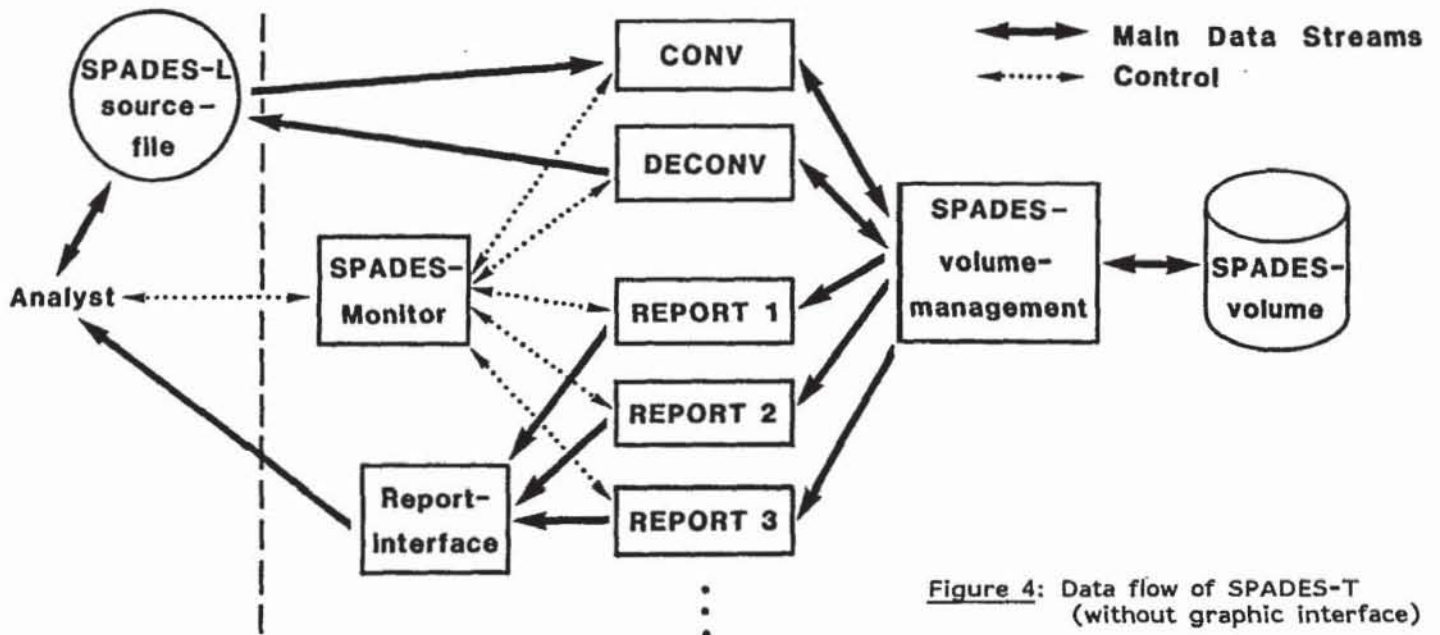 SPADES-L
source-
file
Analyst
SPADES-
Monitor
Report-
interface
CONV
DECONV
REPORT 1
REPORT 2
REPORT 3
SPADES-
volume-
management
SPADES-
volume
Main Data Streams
Control
Figure 4: Data flow of SPADES-T
(without graphic interface)